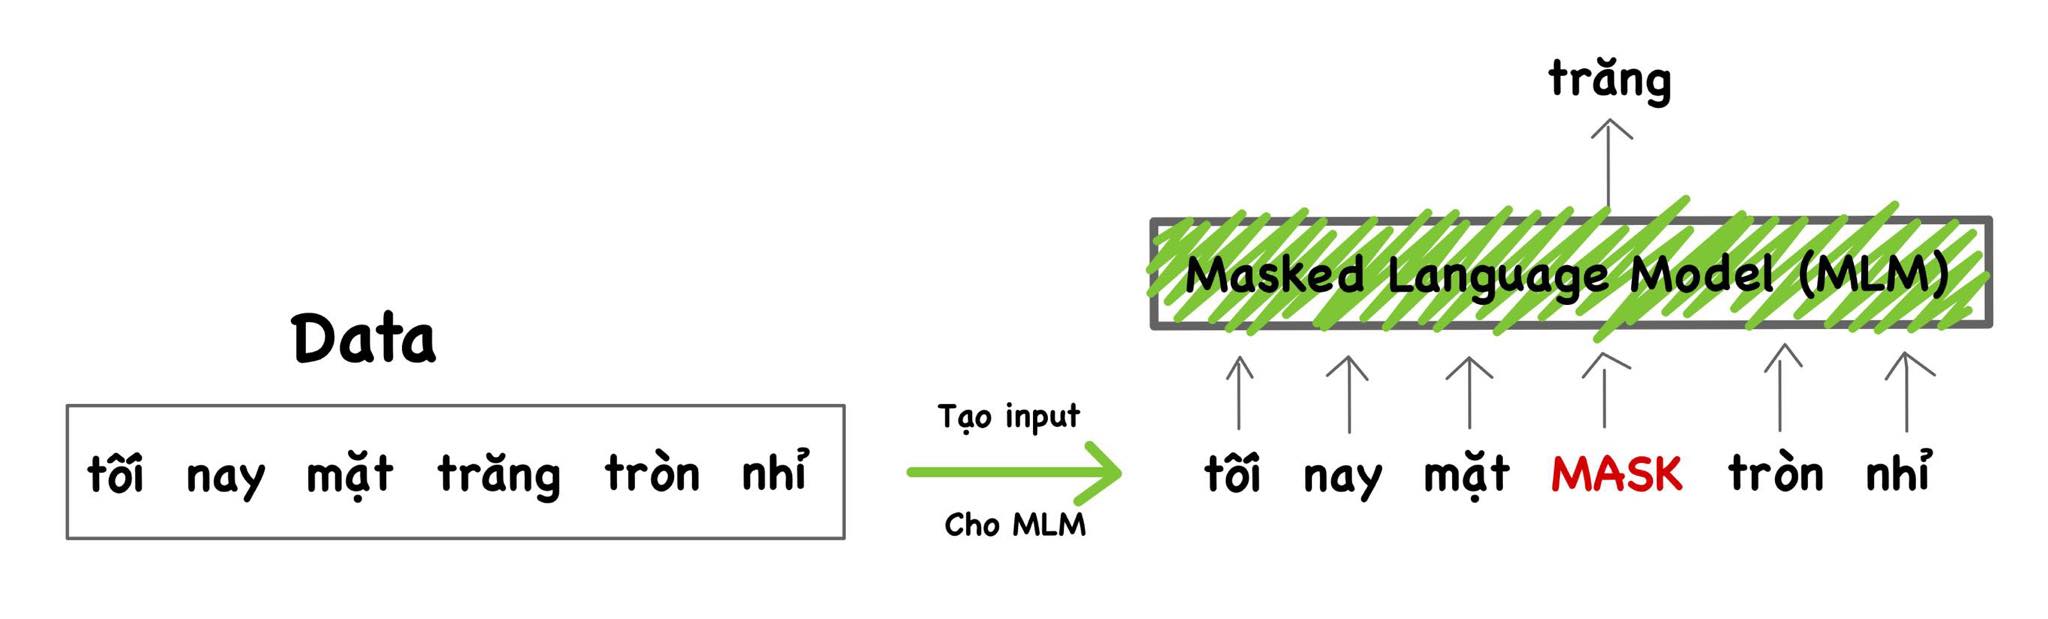 Data
tối nay mặt trăng tròn nhỉ
Tạo input
Cho MLM
trăng
Masked Language Model (MLM)
tối nay mặt MASK tròn nhỉ